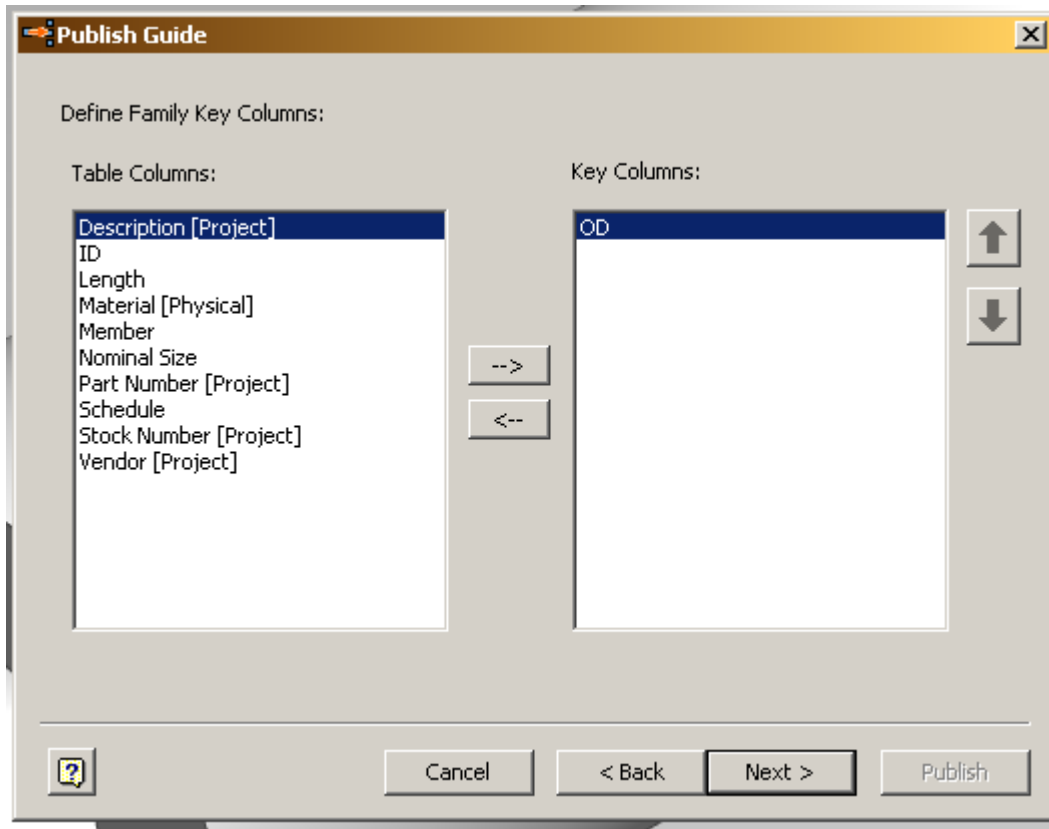 Publish Guide
Define Family Key Columns:
Table Columns:
Key Columns:
Description [Project]
ID
Length
Material [Physical]
Member
Nominal Size
Part Number [Project]
Schedule
Stock Number [Project]
Vendor [Project]
-->
<--
OD
Cancel
< Back
Next >
Publish